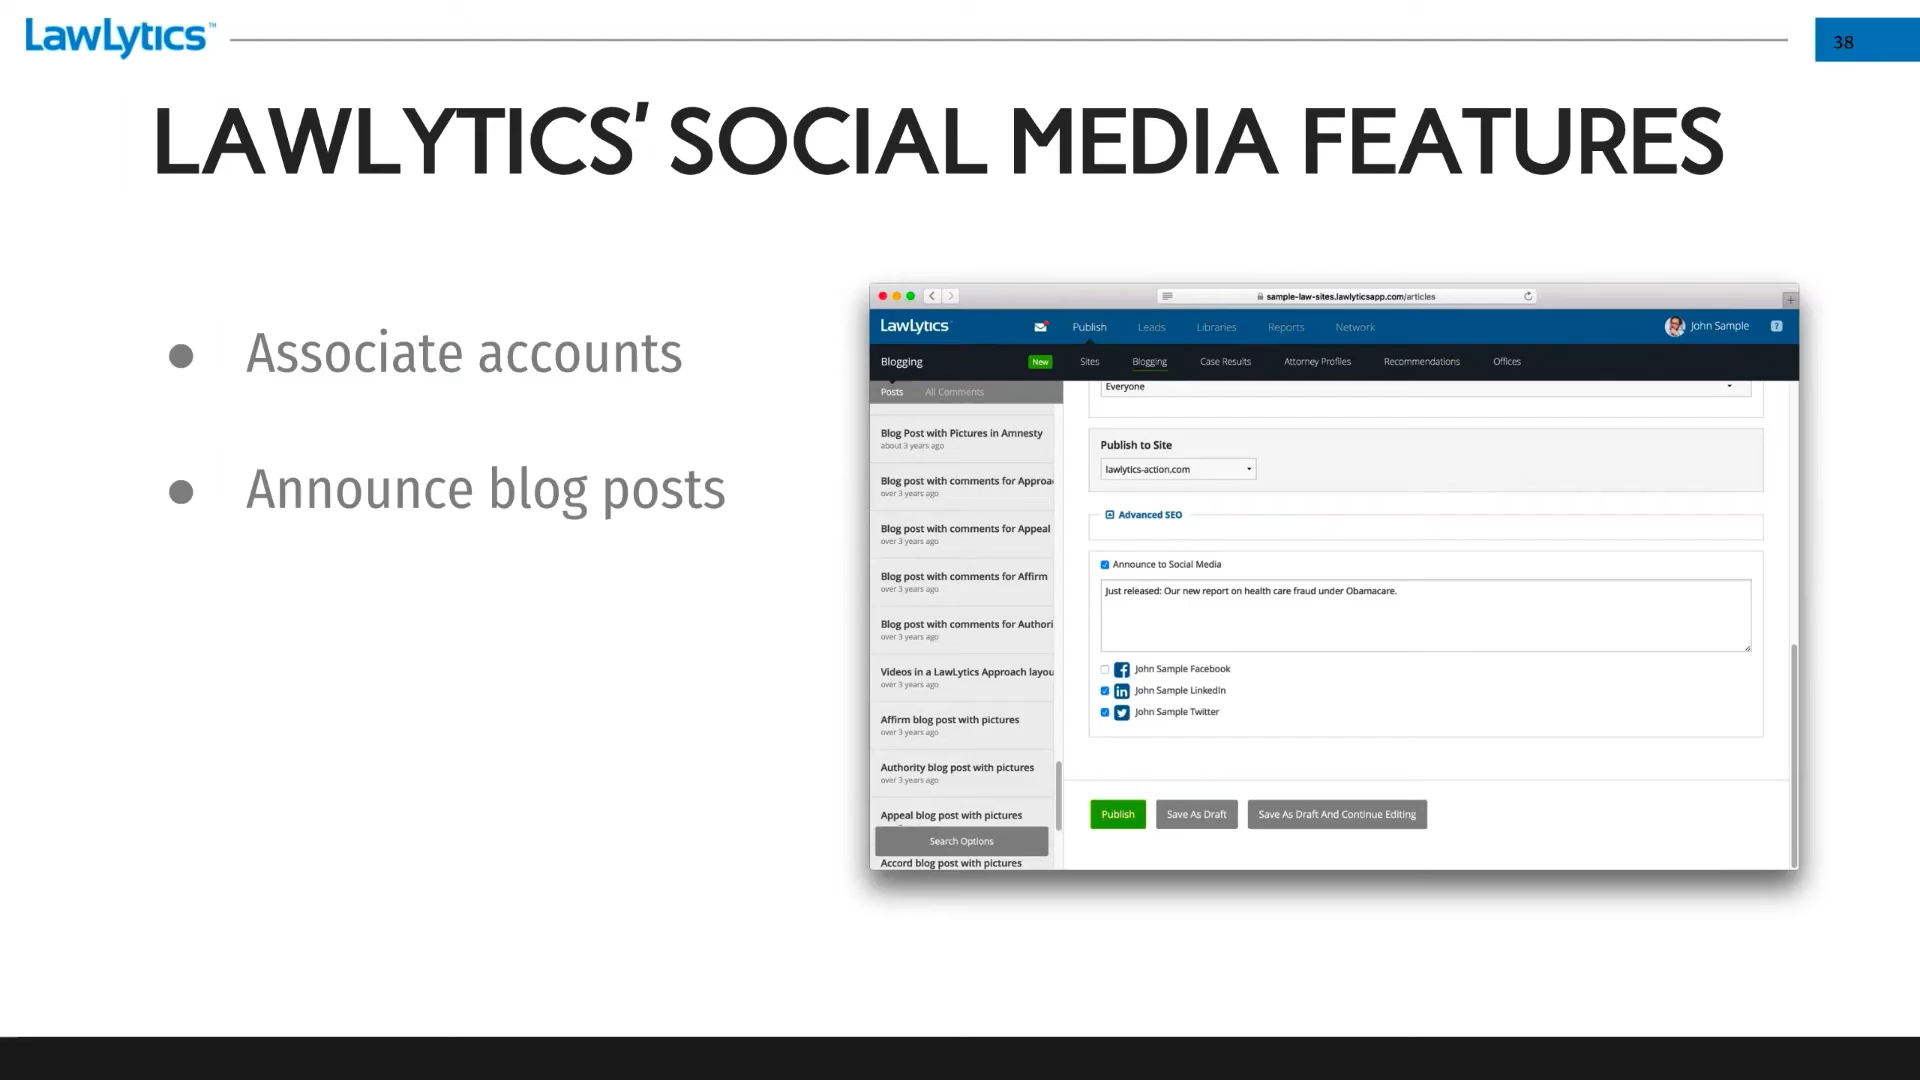 LawLytics™
38
LAWLYTICS' SOCIAL MEDIA FEATURES
● Associate accounts
● Announce blog posts
sample-law-sites.lawlyticsapp.com/articles
LawLytics Publish Leads Libraries Reports Network John Sample ?
Blogging New Sites Blogging Case Results Attorney Profiles Recommendations Offices
Posts All Comments
Blog Post with Pictures in Amnesty
about 3 years ago
Blog post with comments for Approa
over 3 years ago
Blog post with comments for Appeal
over 3 years ago
Blog post with comments for Affirm
over 3 years ago
Blog post with comments for Authori
over 3 years ago
Videos in a LawLytics Approach layou
over 3 years ago
Affirm blog post with pictures
over 3 years ago
Authority blog post with pictures
over 3 years ago
Appeal blog post with pictures
Search Options
Accord blog post with pictures
Everyone
Publish to Site
lawlytics-action.com
Advanced SEO
Announce to Social Media
Just released: Our new report on health care fraud under Obamacare.
John Sample Facebook
John Sample LinkedIn
John Sample Twitter
Publish Save As Draft Save As Draft And Continue Editing